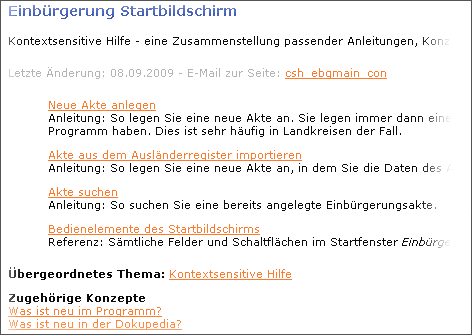 Einbürgerung Startbildschirm
Kontextsensitive Hilfe - eine Zusammenstellung passender Anleitungen,
Letzte Änderung: 08.09.2009 - E-Mail zur Seite: csh_ebgmain_con
Neue Akte anlegen
Anleitung: So legen Sie eine neue Akte an. Sie legen immer dann eine
Programm haben. Dies ist sehr häufig in Landkreisen der Fall.
Akte aus dem Ausländerregister importieren
Anleitung: So legen Sie eine neue Akte an, in dem Sie die Daten des
Akte suchen
Anleitung: So suchen Sie eine bereits angelegte Einbürgerungsakte.
Bedienelemente des Startbildschirms
Referenz: Sämtliche Felder und Schaltflächen im Startfenster
Übergeordnetes Thema: Kontextsensitive Hilfe
Zugehörige Konzepte
Was ist neu im Programm?
Was ist neu in der Dokupedia?